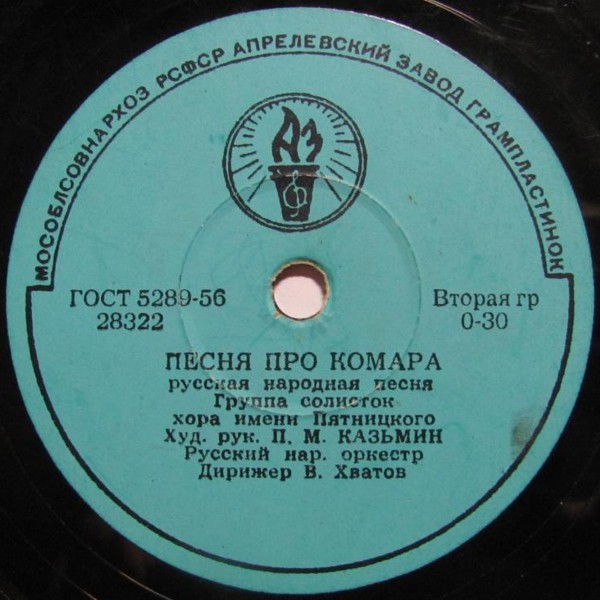 МОСОБЛСОВНАРХОЗ РСФСР АПРЕЛЕВСКИЙ ЗАВОД ГРАМПЛАСТИНОК
АЗ
ГОСТ 5289-56
28322
Вторая гр
0-30
ПЕСНЯ ПРО КОМАРА
русская народная песня
Группа солисток
хора имени Пятницкого
Худ. рук. П. М. КАЗЬМИН
Русский нар. оркестр
Дирижер В. Хватов